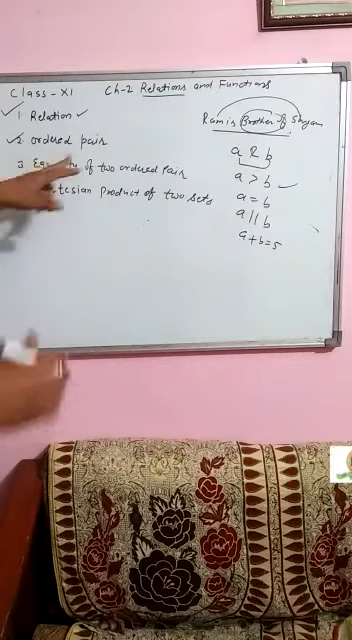 Class-XI Ch-2 Relations and Functions
1 Relation
2 ordered pair
3 of two ordered Pair
Product of two sets
Ram is Brother of Shyam
a R b
a > b
a = b
a || b
a + b = 5